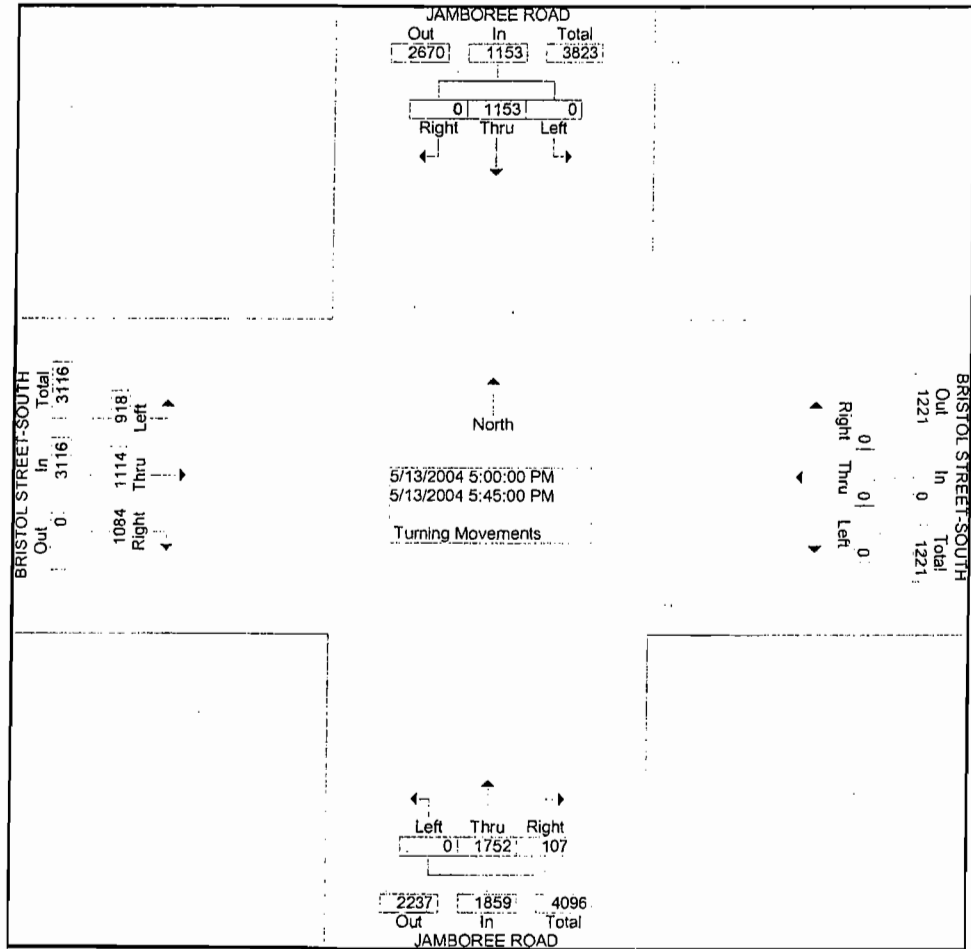 JAMBOREE ROAD
Out In Total
2670 1153 3823
0 1153 0
Right Thru Left
BRISTOL STREET-SOUTH
Out In Total
0 3116 3116
Right Thru Left
1084 1114 918
North
5/13/2004 5:00:00 PM
5/13/2004 5:45:00 PM
Turning Movements
Right Thru Left
0 0 0
Out In Total
1221 0 1221
BRISTOL STREET-SOUTH
Left Thru Right
0 1752 107
2237 1859 4096
Out In Total
JAMBOREE ROAD